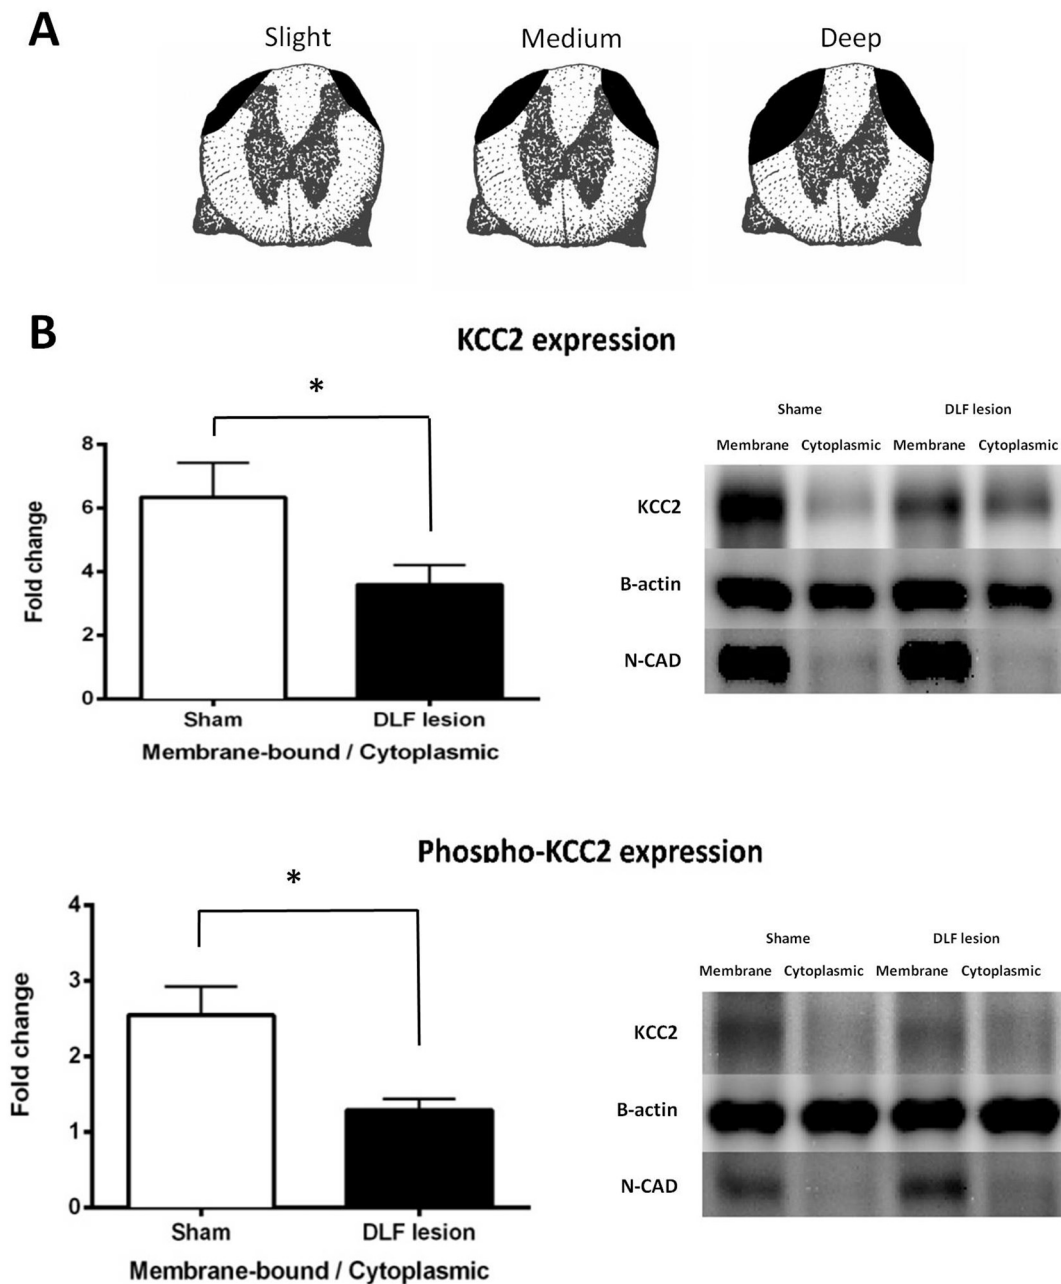 A
Slight
Medium
Deep
B
KCC2 expression
*
Fold change
8
6
4
2
0
Sham
DLF lesion
Membrane-bound / Cytoplasmic
Shame
DLF lesion
Membrane
Cytoplasmic
Membrane
Cytoplasmic
KCC2
B-actin
N-CAD
Phospho-KCC2 expression
*
Fold change
4
3
2
1
0
Sham
DLF lesion
Membrane-bound / Cytoplasmic
Shame
DLF lesion
Membrane
Cytoplasmic
Membrane
Cytoplasmic
KCC2
B-actin
N-CAD